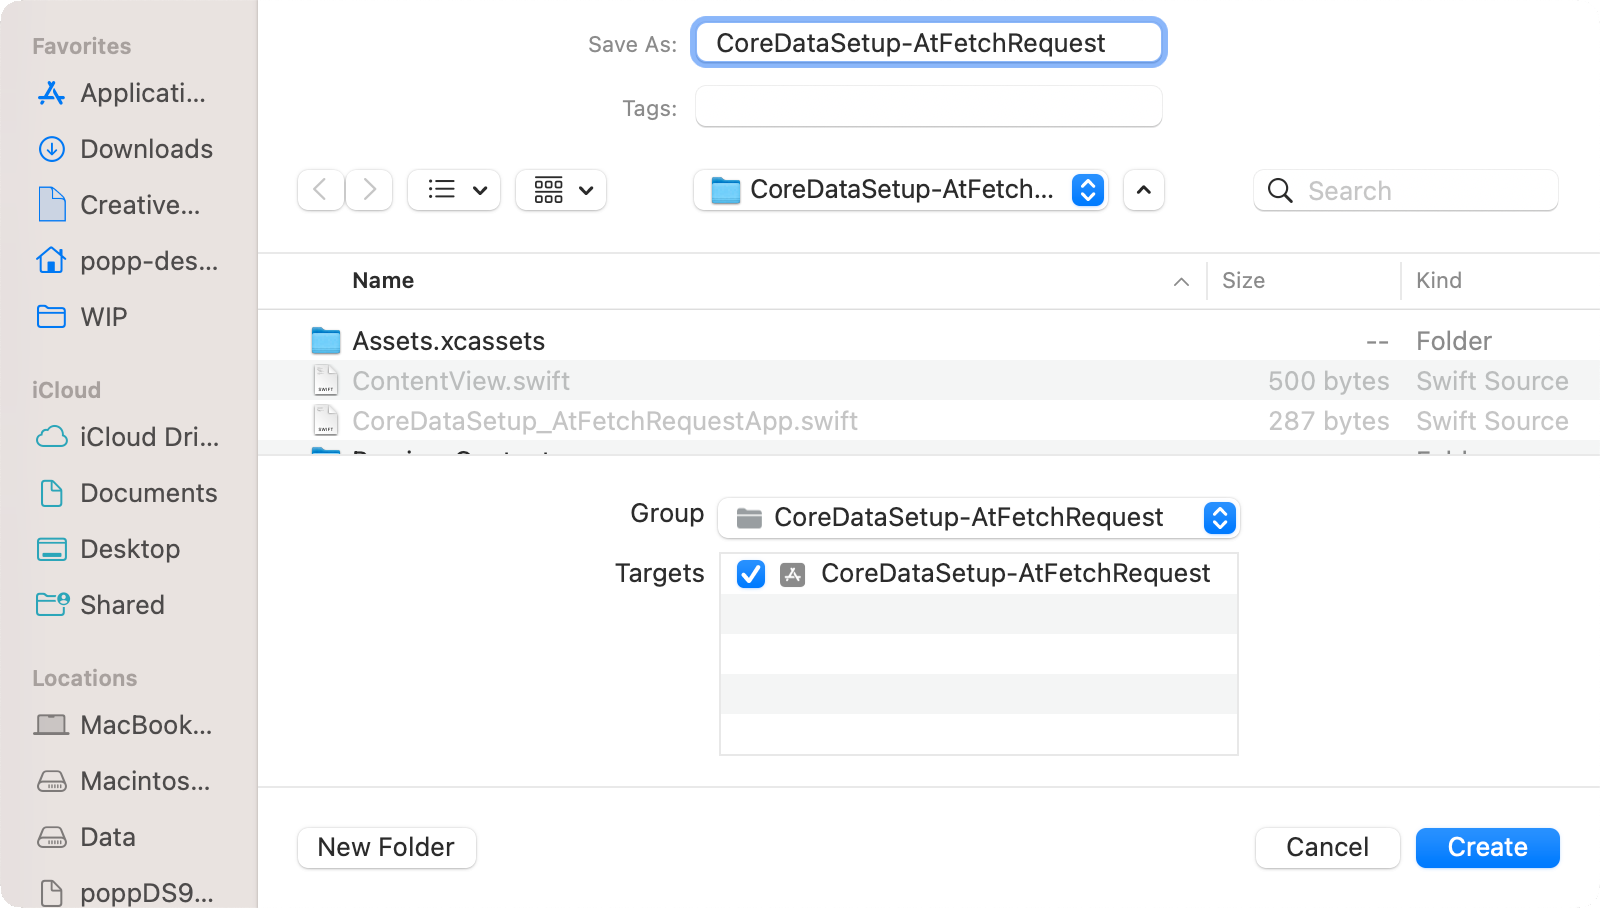 Favorites
Applicati...
Downloads
Creative...
popp-des...
WIP
iCloud
iCloud Dri...
Documents
Desktop
Shared
Locations
MacBook...
Macintos...
Data
poppDS9...
Save As: CoreDataSetup-AtFetchRequest
Tags:
CoreDataSetup-AtFetch... Search
Name Size Kind
Assets.xcassets -- Folder
ContentView.swift 500 bytes Swift Source
CoreDataSetup_AtFetchRequestApp.swift 287 bytes Swift Source
Group CoreDataSetup-AtFetchRequest
Targets CoreDataSetup-AtFetchRequest
New Folder Cancel Create